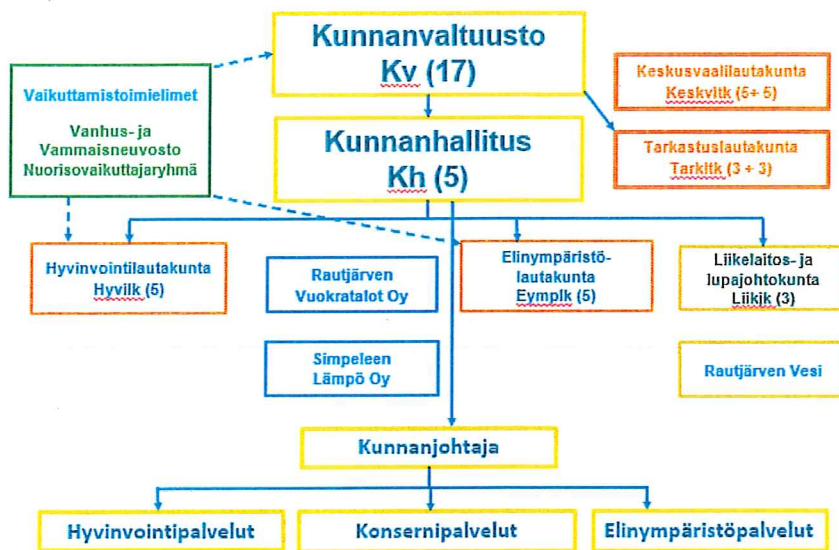 Kunnanvaltuusto
Kv (17)
Keskusvaalilautakunta
Keskvltk (5+ 5)
Vaikuttamistoimielimet
Vanhus- ja
Vammaisneuvosto
Nuorisovaikuttajaryhmä
Kunnanhallitus
Kh (5)
Tarkastuslautakunta
Tarkltk (3 + 3)
Hyvinvointilautakunta
Hyvilk (5)
Rautjärven
Vuokratalot Oy
Elinympäristö-
lautakunta
Eymplk (5)
Liikelaitos- ja
lupajohtokunta
Liikjk (3)
Simpeleen
Lämpö Oy
Rautjärven Vesi
Kunnanjohtaja
Hyvinvointipalvelut
Konsernipalvelut
Elinympäristöpalvelut